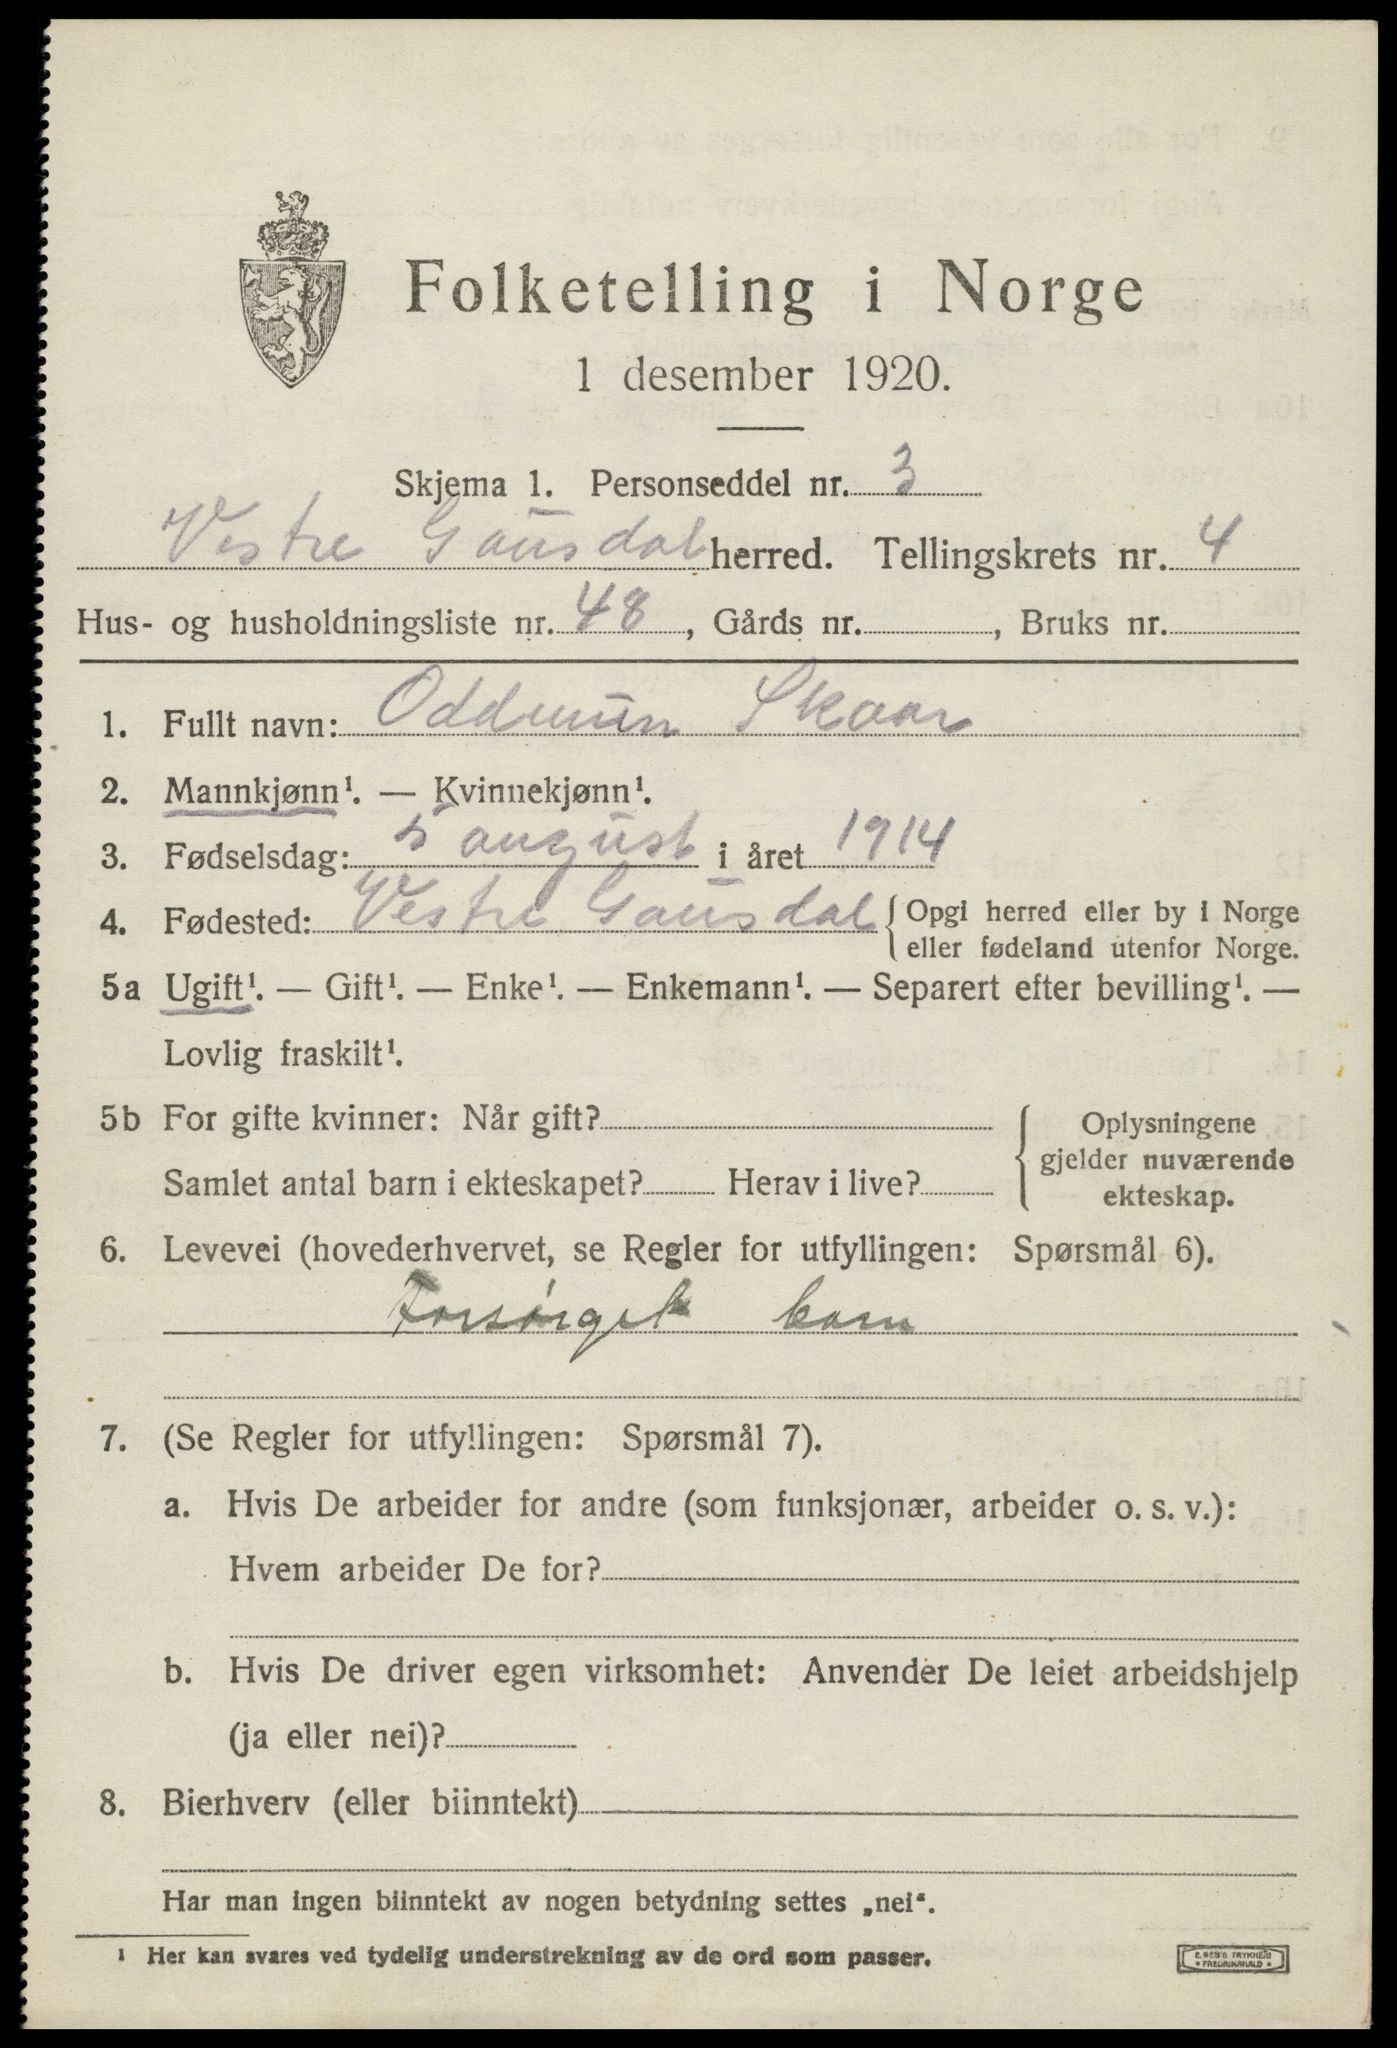 Folketelling i Norge
1 desember 1920.
Skjema 1. Personseddel nr. 3
Vestre Gausdal herred. Tellingskrets nr. 4
Hus- og husholdningsliste nr. 48, Gårds nr. , Bruks nr.
1. Fullt navn: Oddmun Skaar
2. Mannkjønn¹. — Kvinnekjønn¹.
3. Fødselsdag: 5 august i året 1914
4. Fødested: Vestre Gausdal { Opgi herred eller by i Norge
eller fødeland utenfor Norge.
5a Ugift¹. — Gift¹. — Enke¹. — Enkemann¹. — Separert efter bevilling¹. —
Lovlig fraskilt¹.
5b For gifte kvinner: Når gift?
Samlet antal barn i ekteskapet? Herav i live?
{ Oplysningene
gjelder nuværende
ekteskap.
6. Levevei (hovederhvervet, se Regler for utfyllingen: Spørsmål 6).
Forsørget barn
7. (Se Regler for utfyllingen: Spørsmål 7).
a. Hvis De arbeider for andre (som funksjonær, arbeider o. s. v.):
Hvem arbeider De for?
b. Hvis De driver egen virksomhet: Anvender De leiet arbeidshjelp
(ja eller nei)?
8. Bierhverv (eller biinntekt)
Har man ingen biinntekt av nogen betydning settes „nei“.
¹ Her kan svares ved tydelig understrekning av de ord som passer.